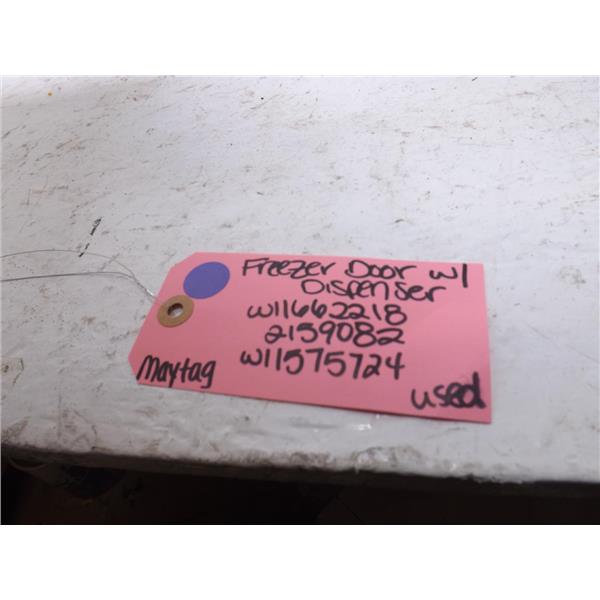 Freezer Door w/
Dispenser
W11662218
2159082
W11575724
Maytag
used